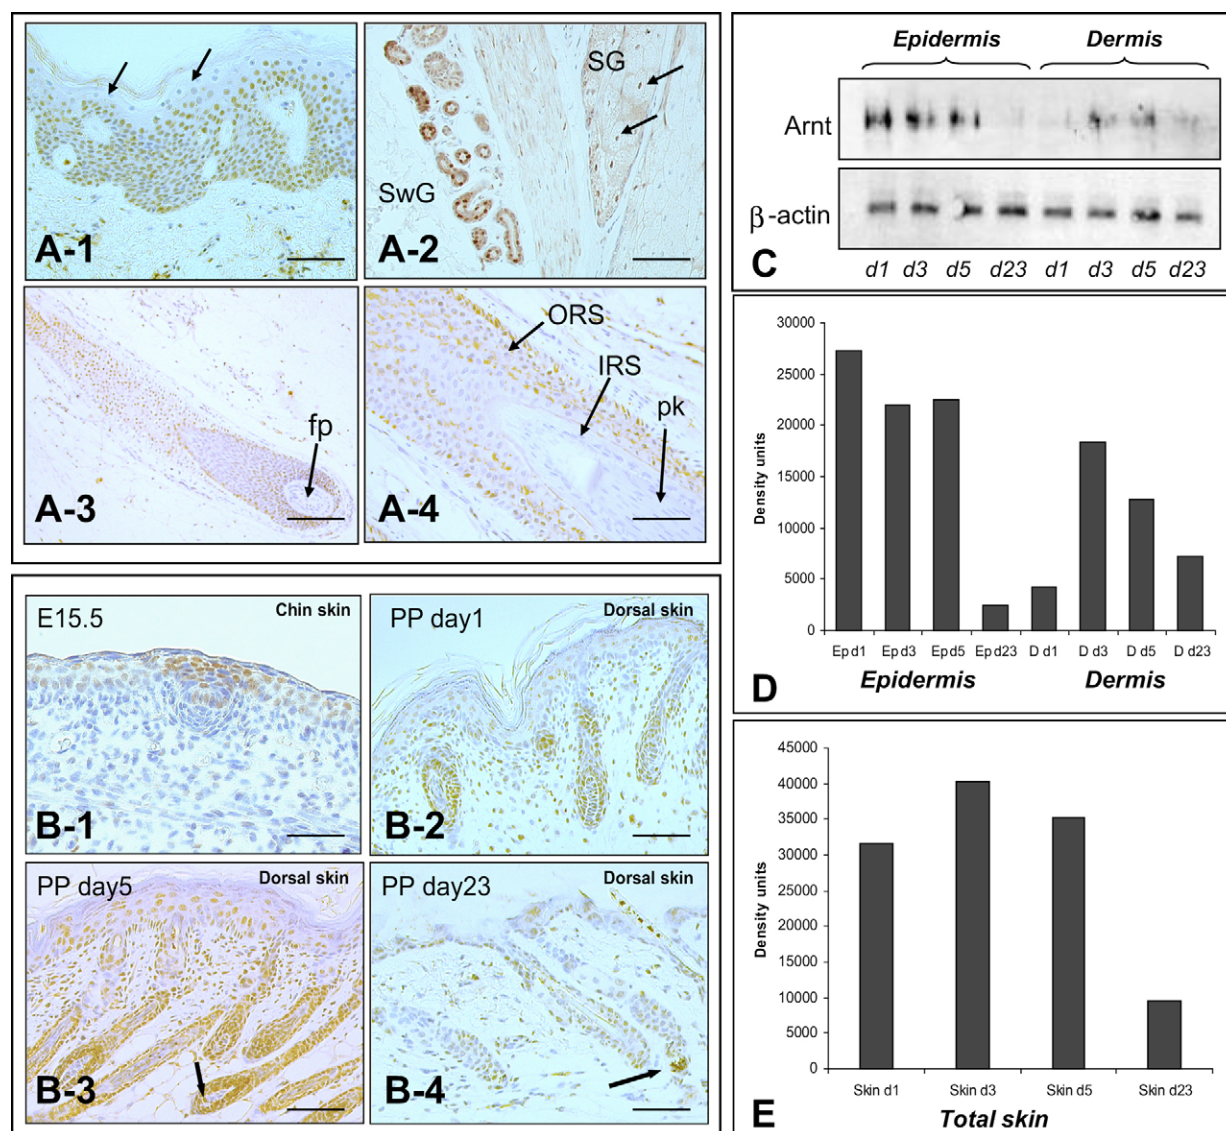 A-1
SG
SwG
A-2
fp
A-3
ORS
IRS
pk
A-4
E15.5
Chin skin
B-1
PP day1
Dorsal skin
B-2
PP day5
Dorsal skin
B-3
PP day23
Dorsal skin
B-4
Epidermis Dermis
Arnt
β-actin
C
d1 d3 d5 d23 d1 d3 d5 d23
30000
25000
20000
15000
10000
5000
0
Density units
Ep d1 Ep d3 Ep d5 Ep d23 D d1 D d3 D d5 D d23
Epidermis Dermis
D
45000
40000
35000
30000
25000
20000
15000
10000
5000
0
Density units
Skin d1 Skin d3 Skin d5 Skin d23
Total skin
E